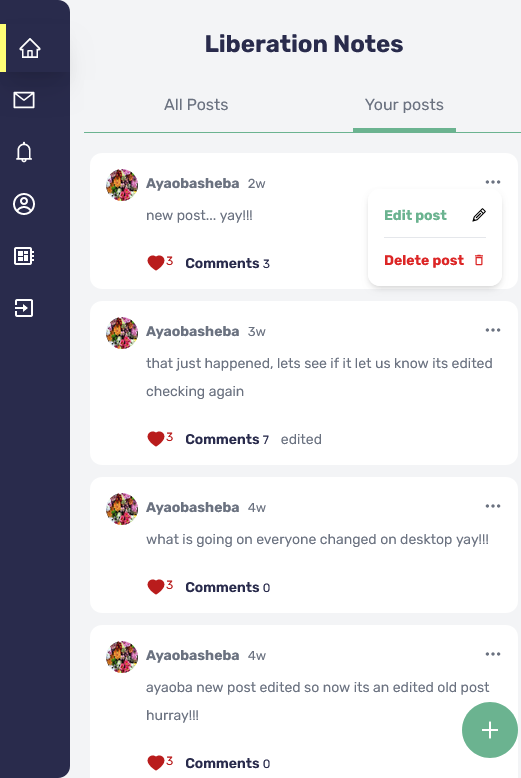 Liberation Notes
All Posts Your posts
Ayaobasheba 2w
new post... yay!!!
Edit post
Delete post
3 Comments 3
Ayaobasheba 3w
that just happened, lets see if it let us know its edited
checking again
3 Comments 7 edited
Ayaobasheba 4w
what is going on everyone changed on desktop yay!!!
3 Comments 0
Ayaobasheba 4w
ayaoba new post edited so now its an edited old post
hurray!!!
3 Comments 0